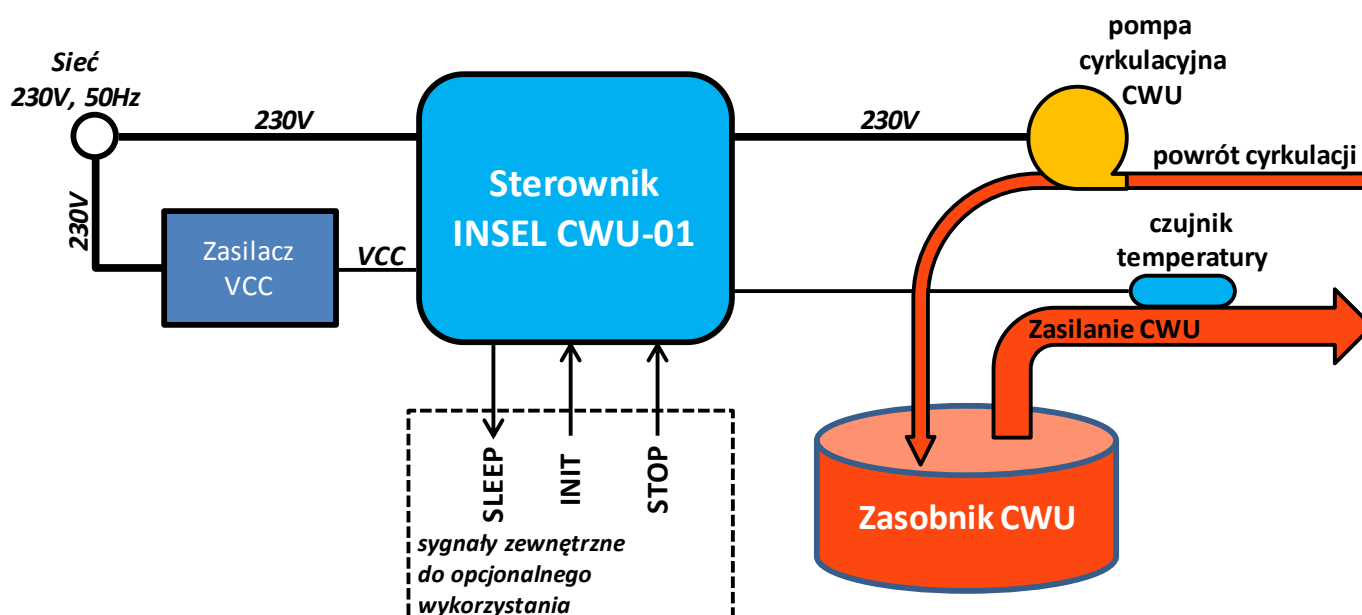 Sieć
230V, 50Hz
230V
230V
Zasilacz
VCC
VCC
Sterownik
INSEL CWU-01
230V
pompa
cyrkulacyjna
CWU
powrót cyrkulacji
czujnik
temperatury
Zasilanie CWU
Zasobnik CWU
SLEEP
INIT
STOP
sygnały zewnętrzne
do opcjonalnego
wykorzystania